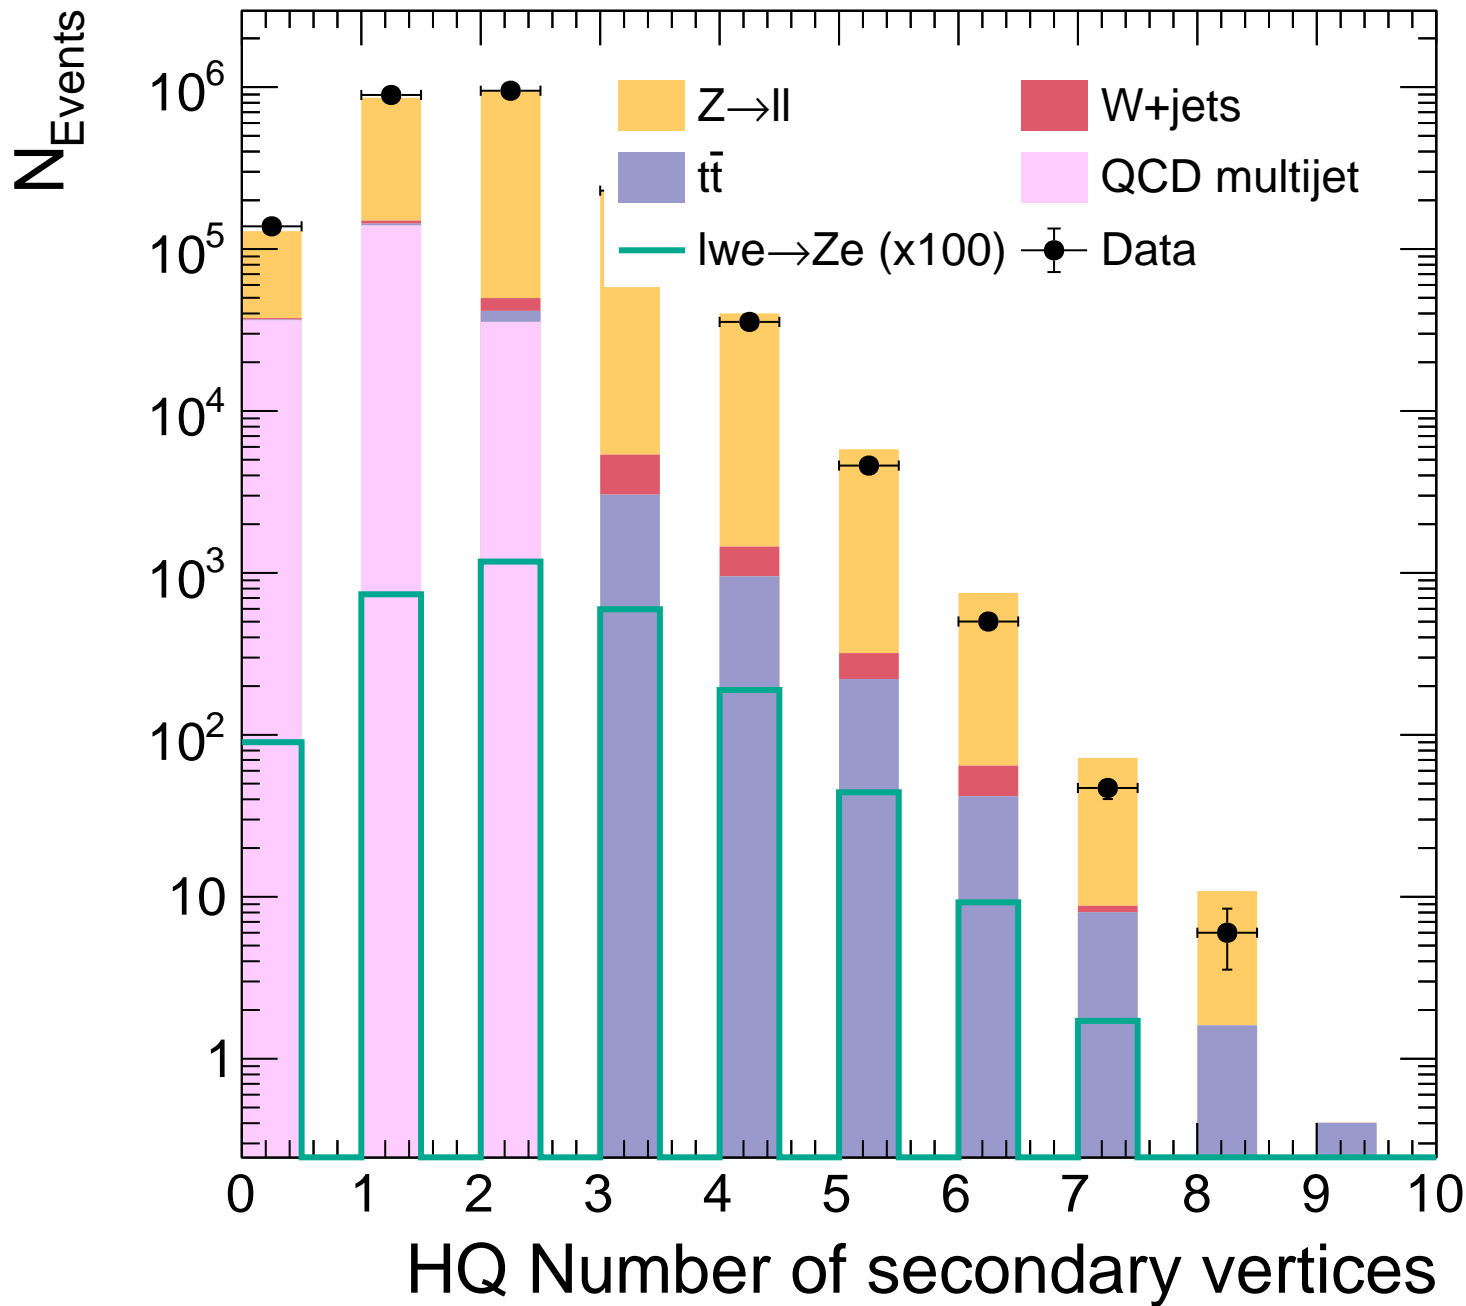 N_Events
10^6
10^5
10^4
10^3
10^2
10
1
Z→ll
W+jets
tt̄
QCD multijet
lwe→Ze (x100)
Data
0 1 2 3 4 5 6 7 8 9 10
HQ Number of secondary vertices